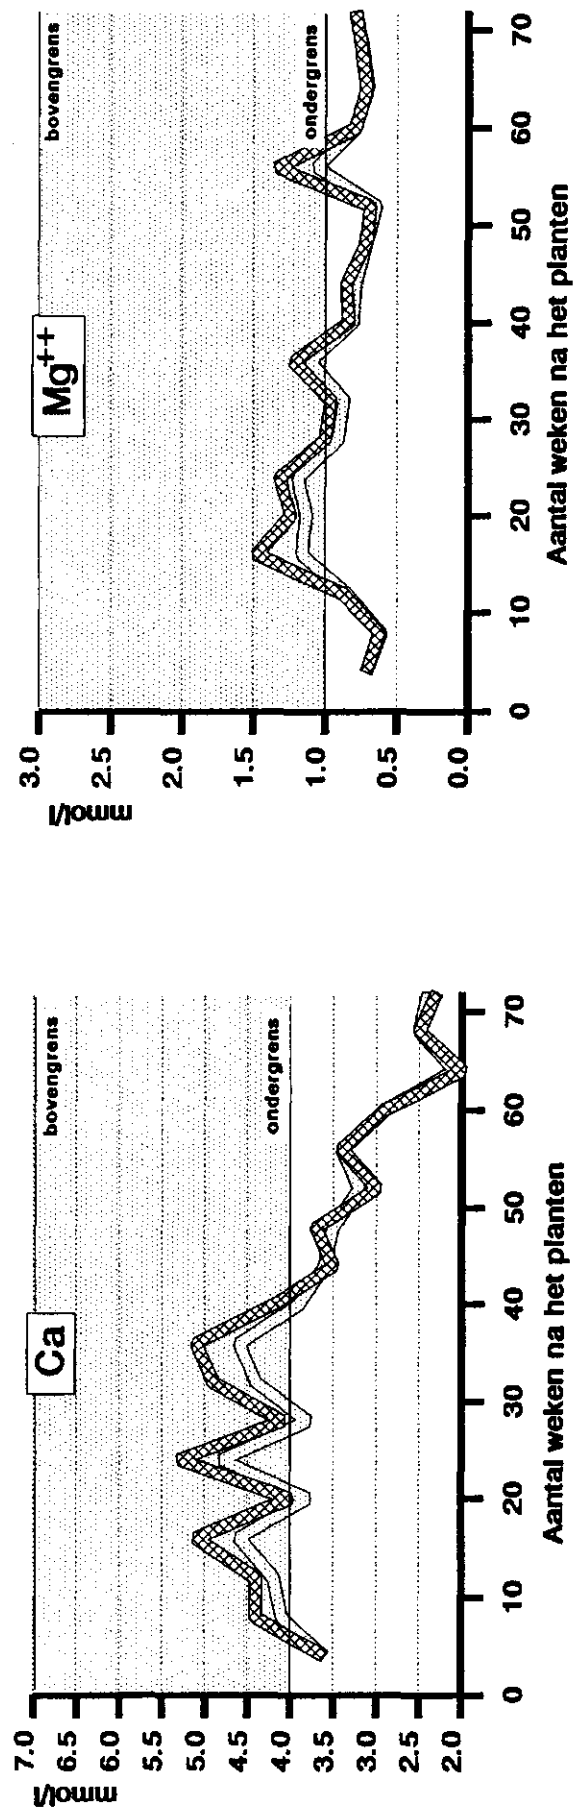 Ca
mmol/l
7.0
6.5
6.0
5.5
5.0
4.5
4.0
3.5
3.0
2.5
2.0
bovengrens
ondergrens
0 10 20 30 40 50 60 70
Aantal weken na het planten
Mg++
mmol/l
3.0
2.5
2.0
1.5
1.0
0.5
0.0
bovengrens
ondergrens
0 10 20 30 40 50 60 70
Aantal weken na het planten